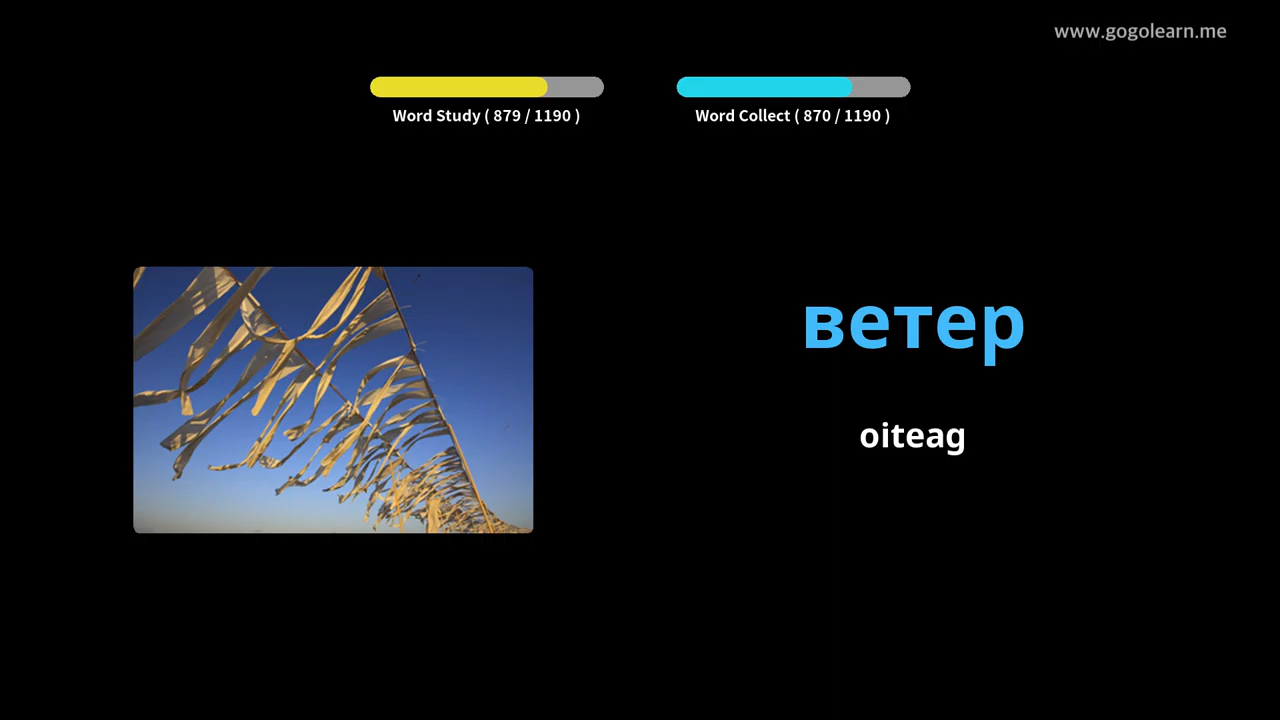 www.gogolearn.me
Word Study ( 879 / 1190 )
Word Collect ( 870 / 1190 )
ветер
oiteag